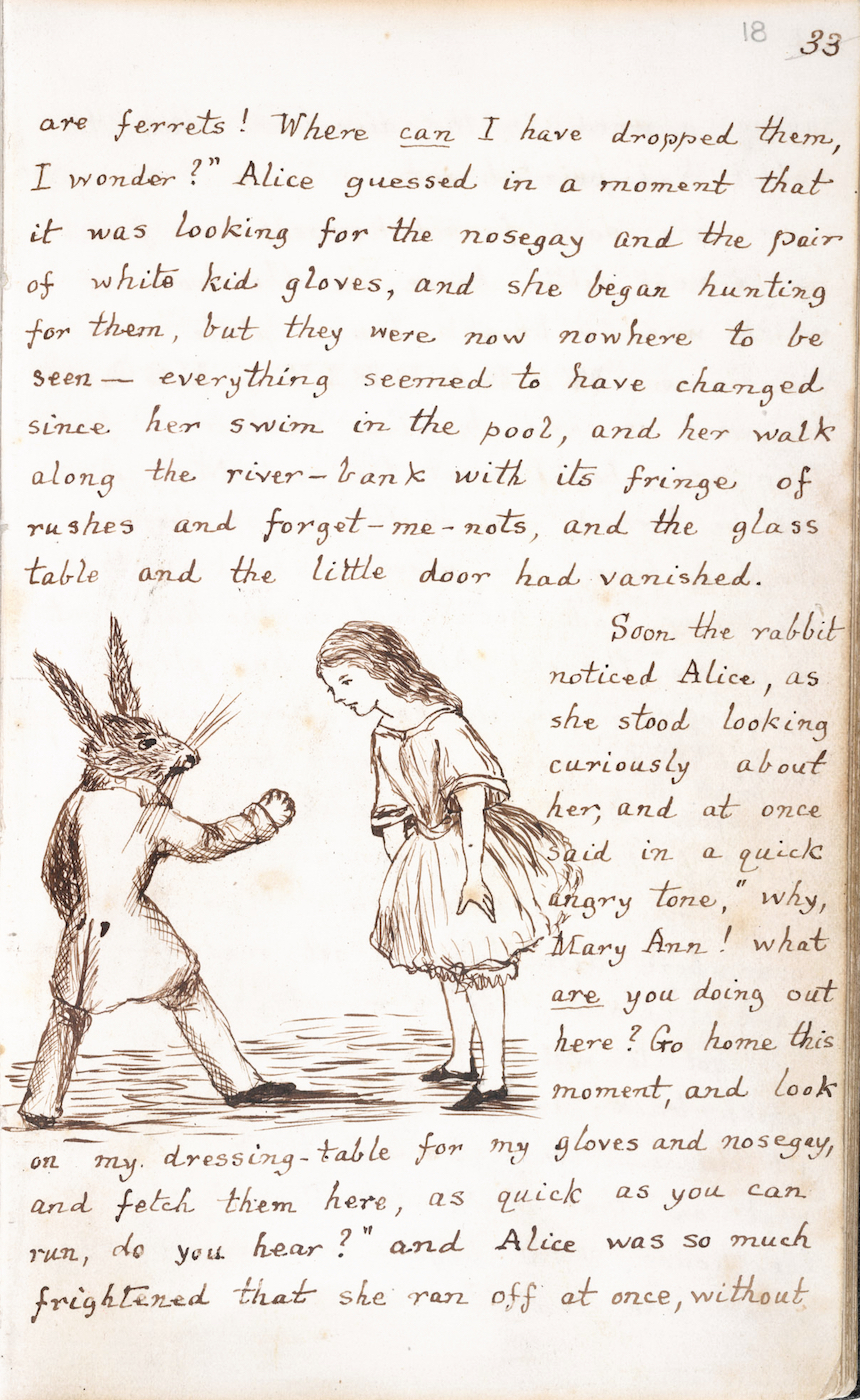 18 33
are ferrets! Where can I have dropped them,
I wonder?" Alice guessed in a moment that
it was looking for the nosegay and the pair
of white kid gloves, and she began hunting
for them, but they were now nowhere to be
seen — everything seemed to have changed
since her swim in the pool, and her walk
along the river-bank with its fringe of
rushes and forget-me-nots, and the glass
table and the little door had vanished.
Soon the rabbit
noticed Alice, as
she stood looking
curiously about
her, and at once
said in a quick
angry tone, "why,
Mary Ann! what
are you doing out
here? Go home this
moment, and look
on my dressing-table for my gloves and nosegay,
and fetch them here, as quick as you can
run, do you hear?" and Alice was so much
frightened that she ran off at once, without